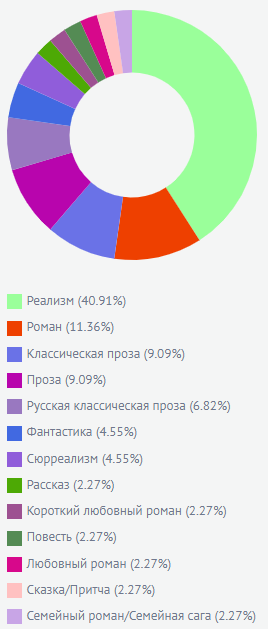 Реализм (40.91%)
Роман (11.36%)
Классическая проза (9.09%)
Проза (9.09%)
Русская классическая проза (6.82%)
Фантастика (4.55%)
Сюрреализм (4.55%)
Рассказ (2.27%)
Короткий любовный роман (2.27%)
Повесть (2.27%)
Любовный роман (2.27%)
Сказка/Притча (2.27%)
Семейный роман/Семейная сага (2.27%)